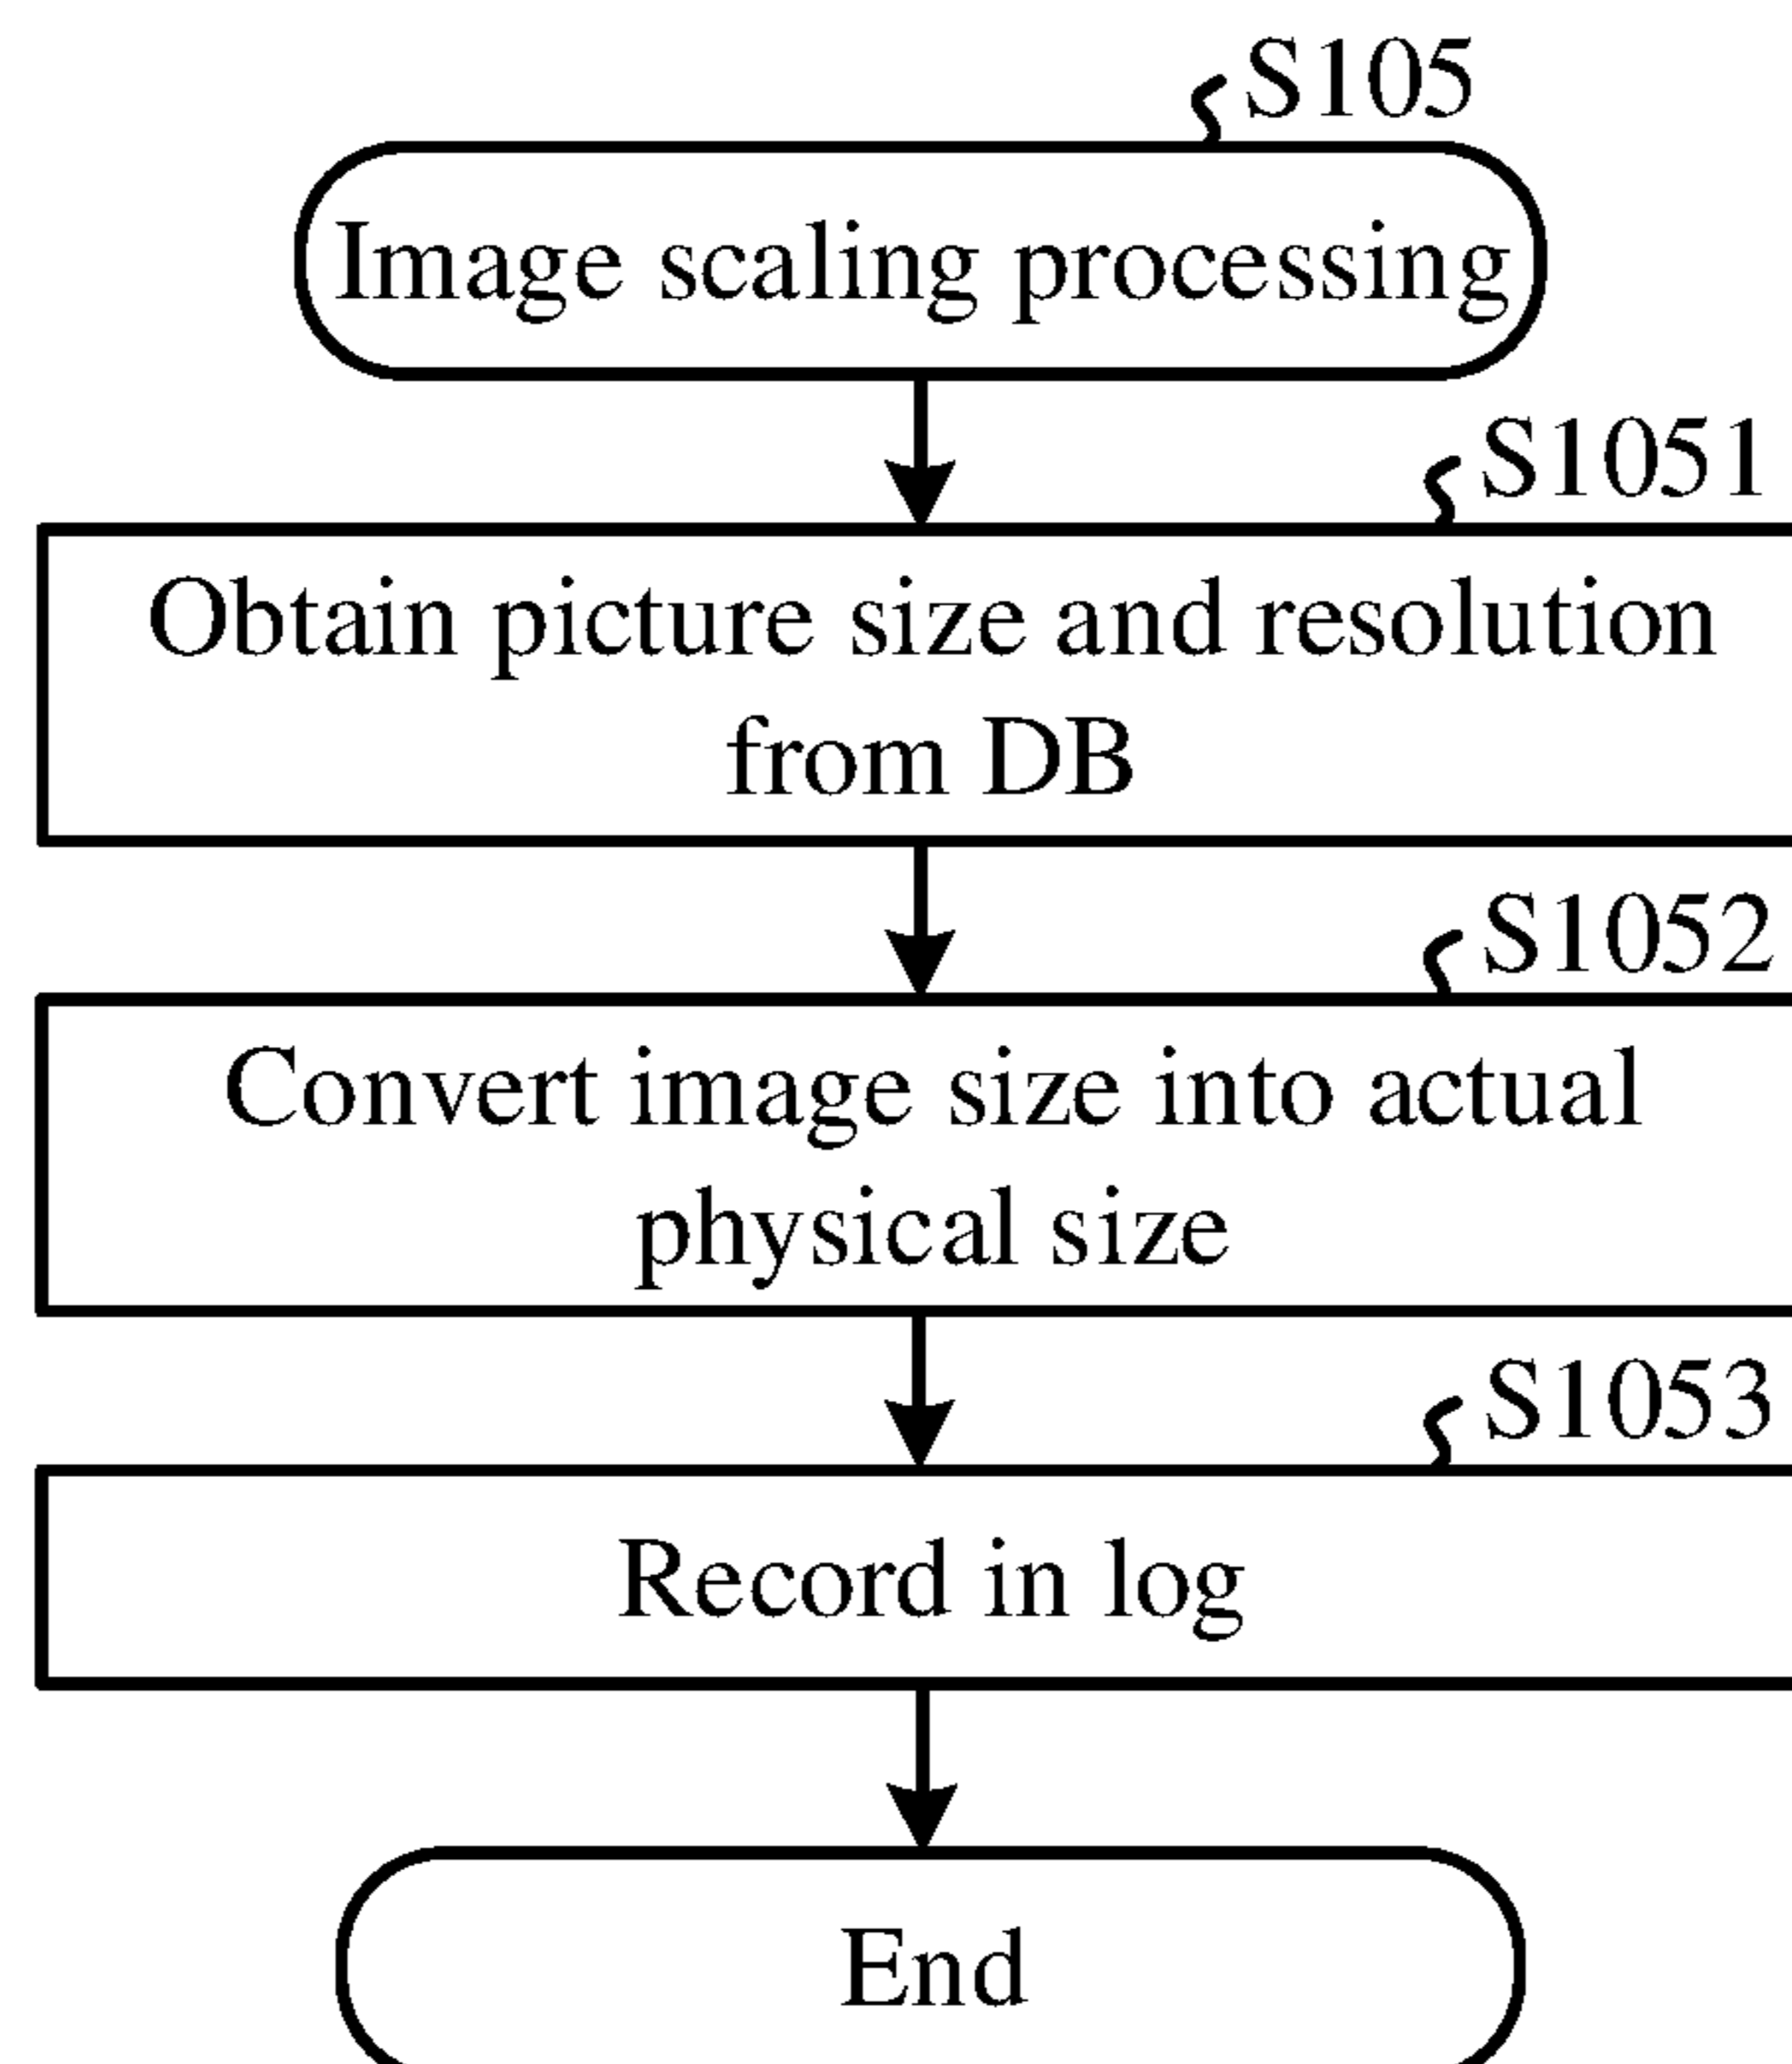 S105
Image scaling processing
S1051
Obtain picture size and resolution
from DB
S1052
Convert image size into actual
physical size
S1053
Record in log
End